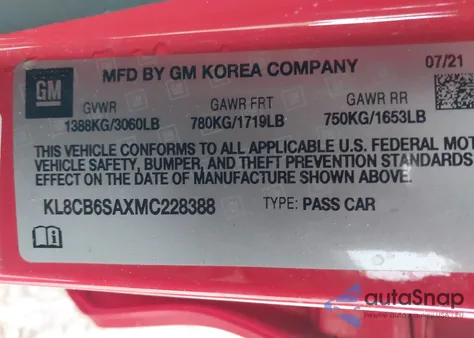 GM
MFD BY GM KOREA COMPANY
07/21
GVWR GAWR FRT GAWR RR
1388KG/3060LB 780KG/1719LB 750KG/1653LB
THIS VEHICLE CONFORMS TO ALL APPLICABLE U.S. FEDERAL MOT
VEHICLE SAFETY, BUMPER, AND THEFT PREVENTION STANDARDS
EFFECT ON THE DATE OF MANUFACTURE SHOWN ABOVE.
KL8CB6SAXMC228388 TYPE: PASS CAR
autoSnap